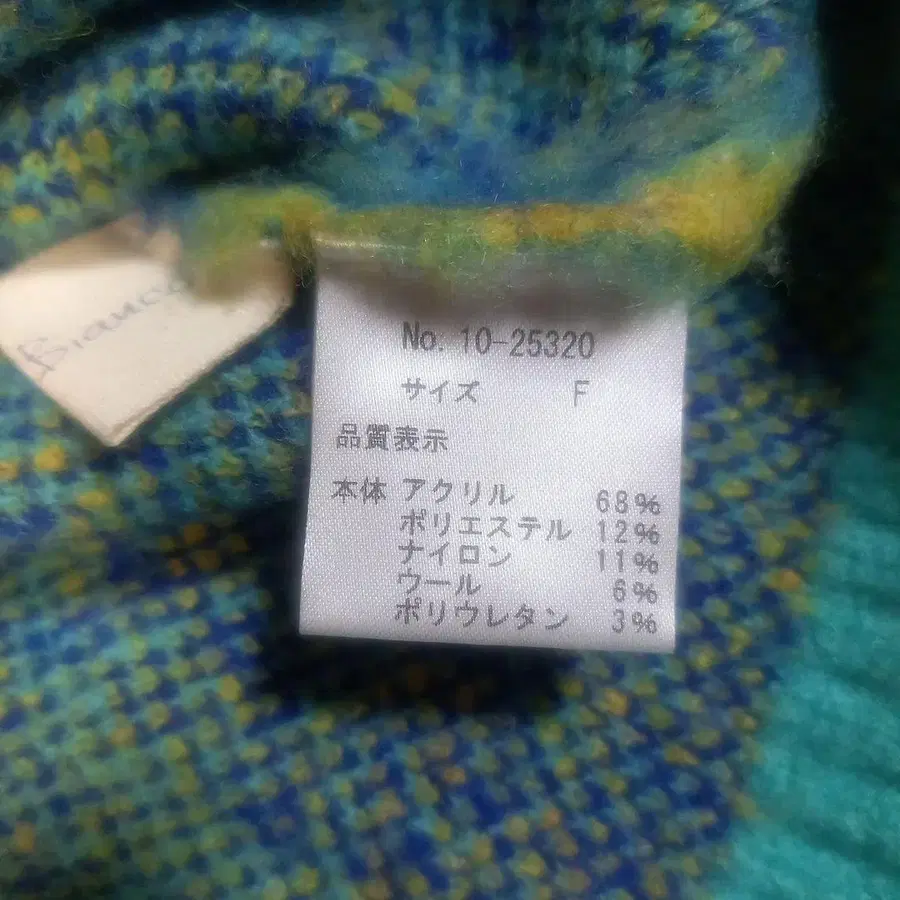 No. 10-25320
サイズ F
品質表示
本体 アクリル 68%
ポリエステル 12%
ナイロン 11%
ウール 6%
ポリウレタン 3%